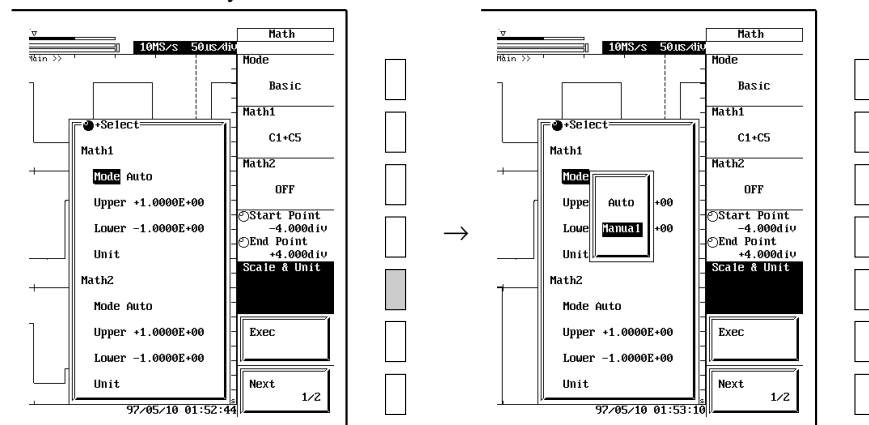 Math
10MS/s 50us/div
Main >>
Mode
Basic
Math1
C1+C5
Math2
OFF
Start Point
-4.000div
End Point
+4.000div
Scale & Unit
Exec
Next
1/2
+Select
Math1
Mode Auto
Upper +1.0000E+00
Lower -1.0000E+00
Unit
Math2
Mode Auto
Upper +1.0000E+00
Lower -1.0000E+00
Unit
97/05/10 01:52:44
→
Math
10MS/s 50us/div
Main >>
Mode
Basic
Math1
C1+C5
Math2
OFF
Start Point
-4.000div
End Point
+4.000div
Scale & Unit
Exec
Next
1/2
+Select
Math1
Mode
Uppe +00
Lowe +00
Unit
Auto
Manual
Math2
Mode Auto
Upper +1.0000E+00
Lower -1.0000E+00
Unit
97/05/10 01:53:10